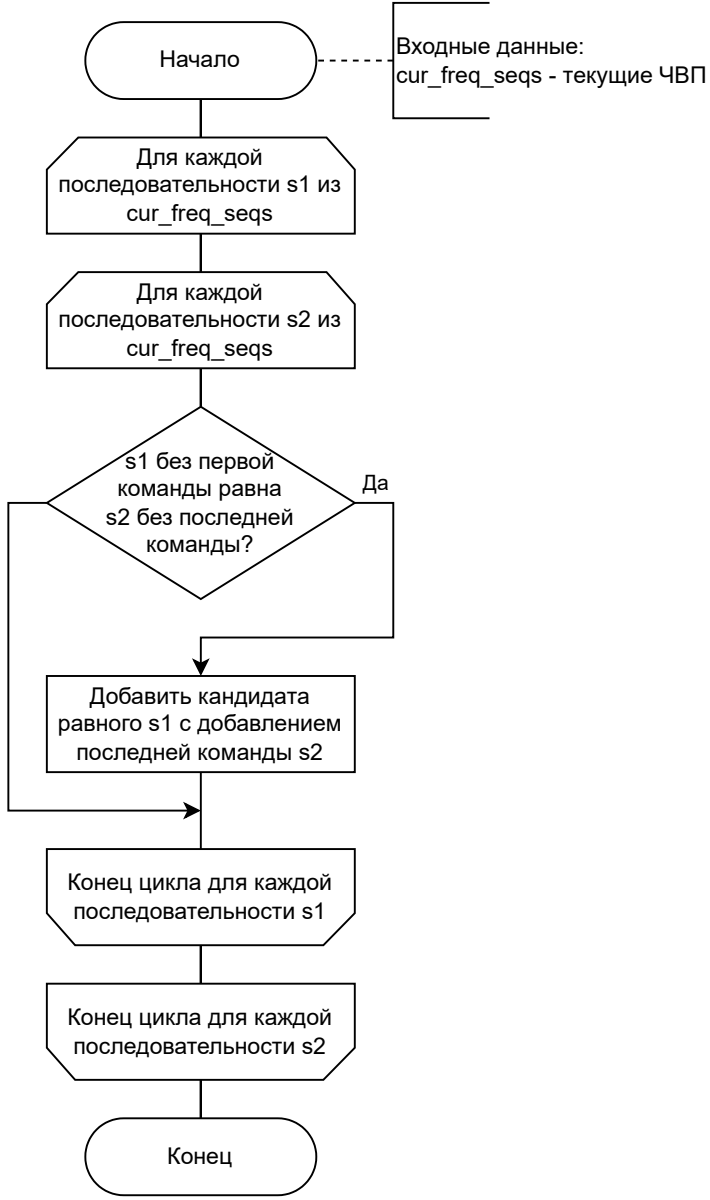 Начало
Входные данные:
cur_freq_seqs - текущие ЧВП
Для каждой
последовательности s1 из
cur_freq_seqs
Для каждой
последовательности s2 из
cur_freq_seqs
s1 без первой
команды равна
s2 без последней
команды?
Да
Добавить кандидата
равного s1 с добавлением
последней команды s2
Конец цикла для каждой
последовательности s1
Конец цикла для каждой
последовательности s2
Конец